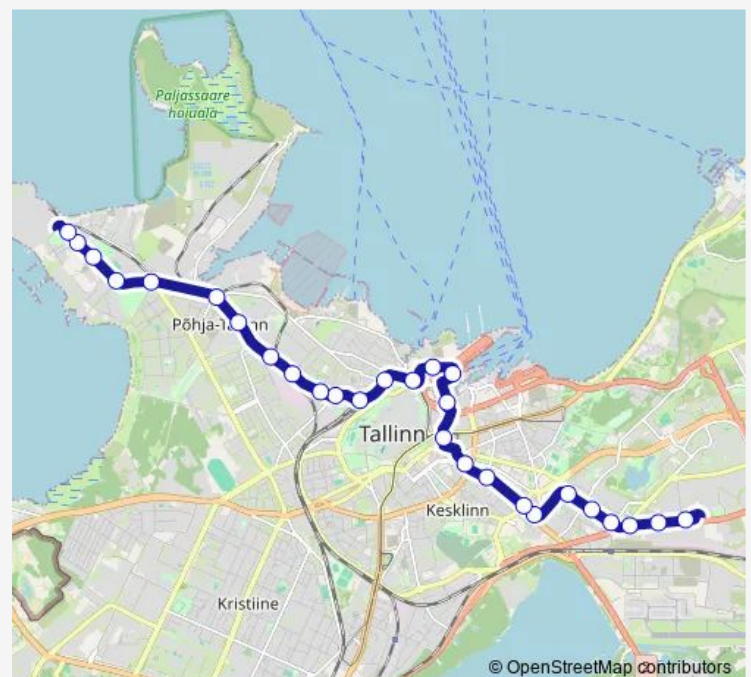 Paljassaare
hoiuala
Põhja-Tallinn
Tallinn
Kesklinn
Kristiine
© OpenStreetMap contributors